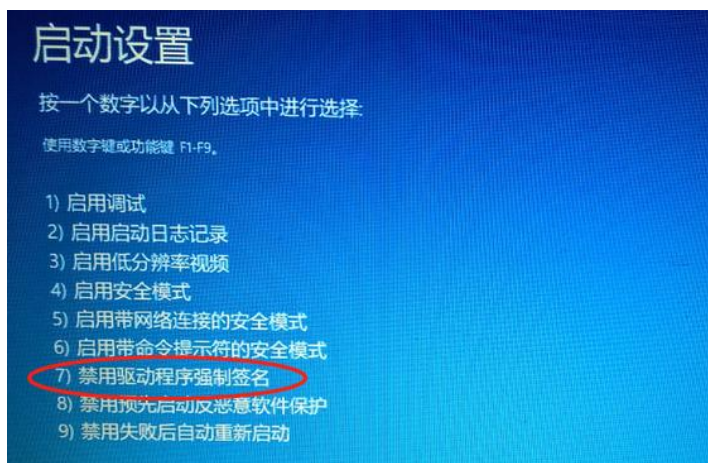 启动设置
按一个数字以从下列选项中进行选择:
使用数字键或功能键 F1-F9。
1) 启用调试
2) 启用启动日志记录
3) 启用低分辨率视频
4) 启用安全模式
5) 启用带网络连接的安全模式
6) 启用带命令提示符的安全模式
7) 禁用驱动程序强制签名
8) 禁用预先启动反恶意软件保护
9) 禁用失败后自动重新启动